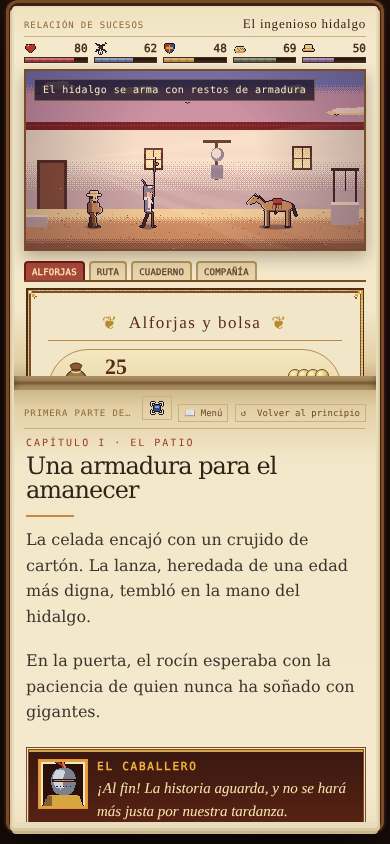 RELACIÓN DE SUCESOS
El ingenioso hidalgo
80 62 48 69 50
El hidalgo se arma con restos de armadura
ALFORJAS RUTA CUADERNO COMPAÑÍA
Alforjas y bolsa
25
PRIMERA PARTE DE… Menú Volver al principio
CAPÍTULO I · EL PATIO
Una armadura para el
amanecer
La celada encajó con un crujido de
cartón. La lanza, heredada de una edad
más digna, tembló en la mano del
hidalgo.
En la puerta, el rocín esperaba con la
paciencia de quien nunca ha soñado con
gigantes.
EL CABALLERO
¡Al fin! La historia aguarda, y no se hará
más justa por nuestra tardanza.